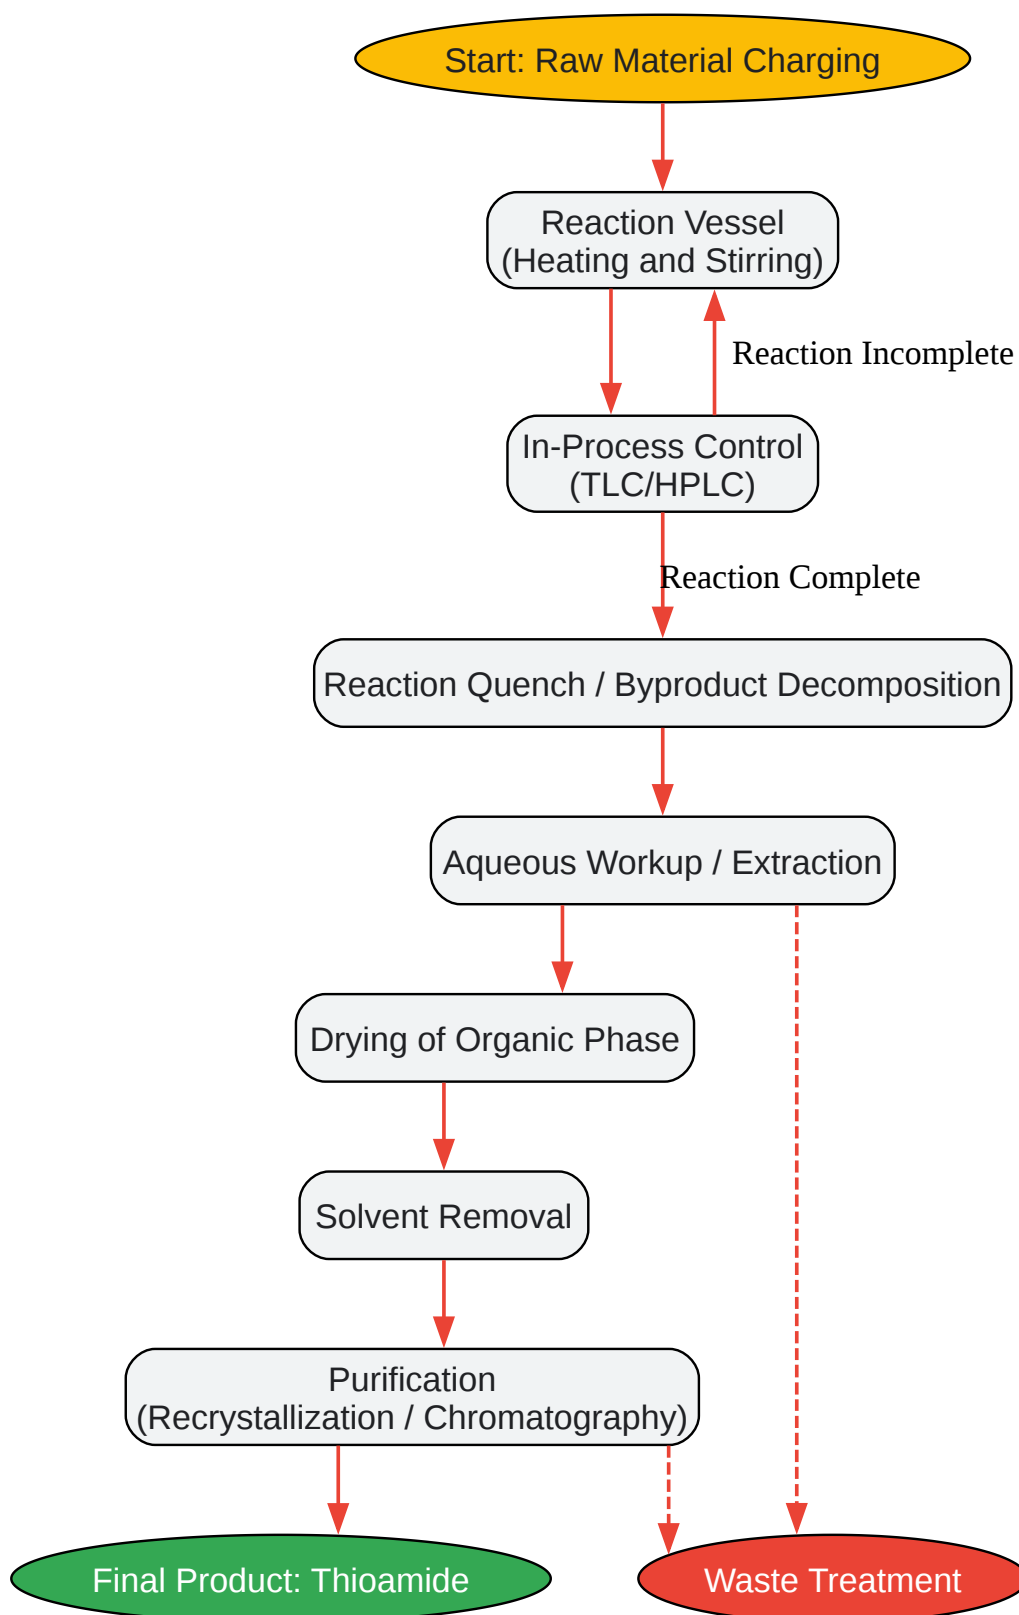 Start: Raw Material Charging
Reaction Vessel
(Heating and Stirring)
Reaction Incomplete
In-Process Control
(TLC/HPLC)
Reaction Complete
Reaction Quench / Byproduct Decomposition
Aqueous Workup / Extraction
Drying of Organic Phase
Solvent Removal
Purification
(Recrystallization / Chromatography)
Final Product: Thioamide
Waste Treatment